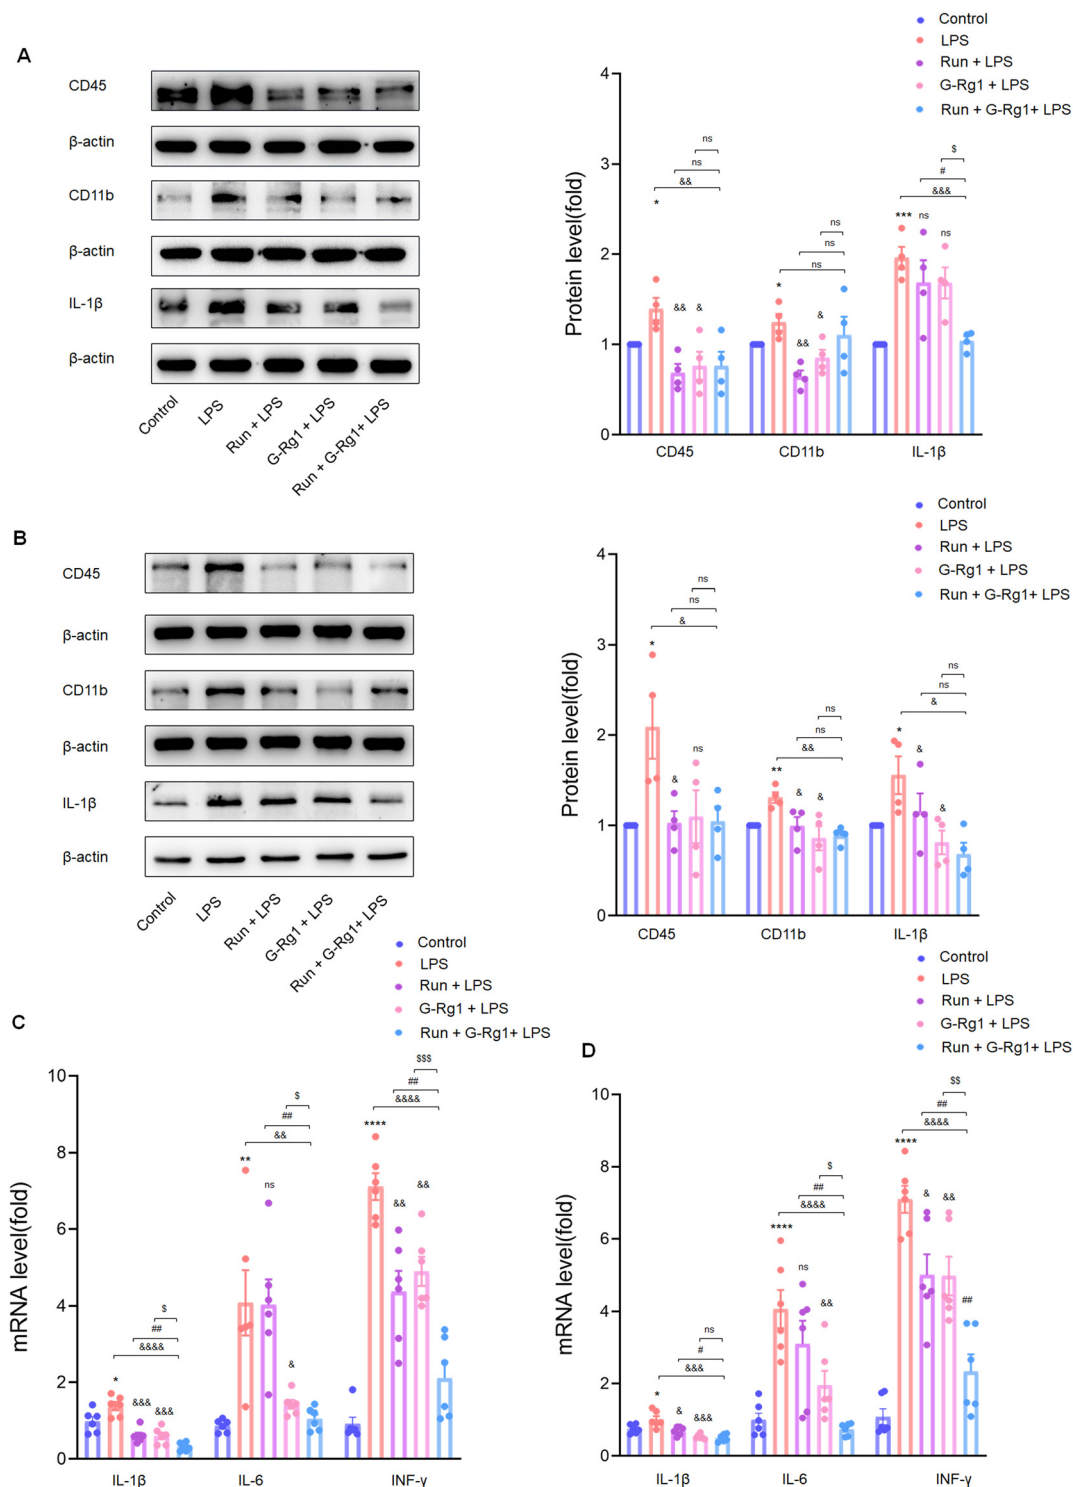 A
CD45
β-actin
CD11b
β-actin
IL-1β
β-actin
Control
LPS
Run + LPS
G-Rg1 + LPS
Run + G-Rg1+ LPS
Control
LPS
Run + LPS
G-Rg1 + LPS
Run + G-Rg1+ LPS
Protein level(fold)
4
3
2
1
0
ns
ns
&&
*
&& &
ns
ns
ns
*
&&
&
$
#
&&&
*** ns
ns
CD45 CD11b IL-1β
B
CD45
β-actin
CD11b
β-actin
IL-1β
β-actin
Control
LPS
Run + LPS
G-Rg1 + LPS
Run + G-Rg1+ LPS
Control
LPS
Run + LPS
G-Rg1 + LPS
Run + G-Rg1+ LPS
Protein level(fold)
4
3
2
1
0
ns
ns
&
*
&
ns
ns
ns
&&
**
& &
ns
ns
&
*
&
&
CD45 CD11b IL-1β
C
Control
LPS
Run + LPS
G-Rg1 + LPS
Run + G-Rg1+ LPS
mRNA level(fold)
10
8
6
4
2
0
$
##
&&&&
*
&&&
&&&
$
##
&&
**
ns
&
$$$
##
&&&&
****
&&
&&
IL-1β IL-6 INF-γ
D
Control
LPS
Run + LPS
G-Rg1 + LPS
Run + G-Rg1+ LPS
mRNA level(fold)
10
8
6
4
2
0
ns
#
&&&
*
&
&&&
$
##
&&&&
****
ns
&&
$$
##
&&&&
****
& &&
##
IL-1β IL-6 INF-γ